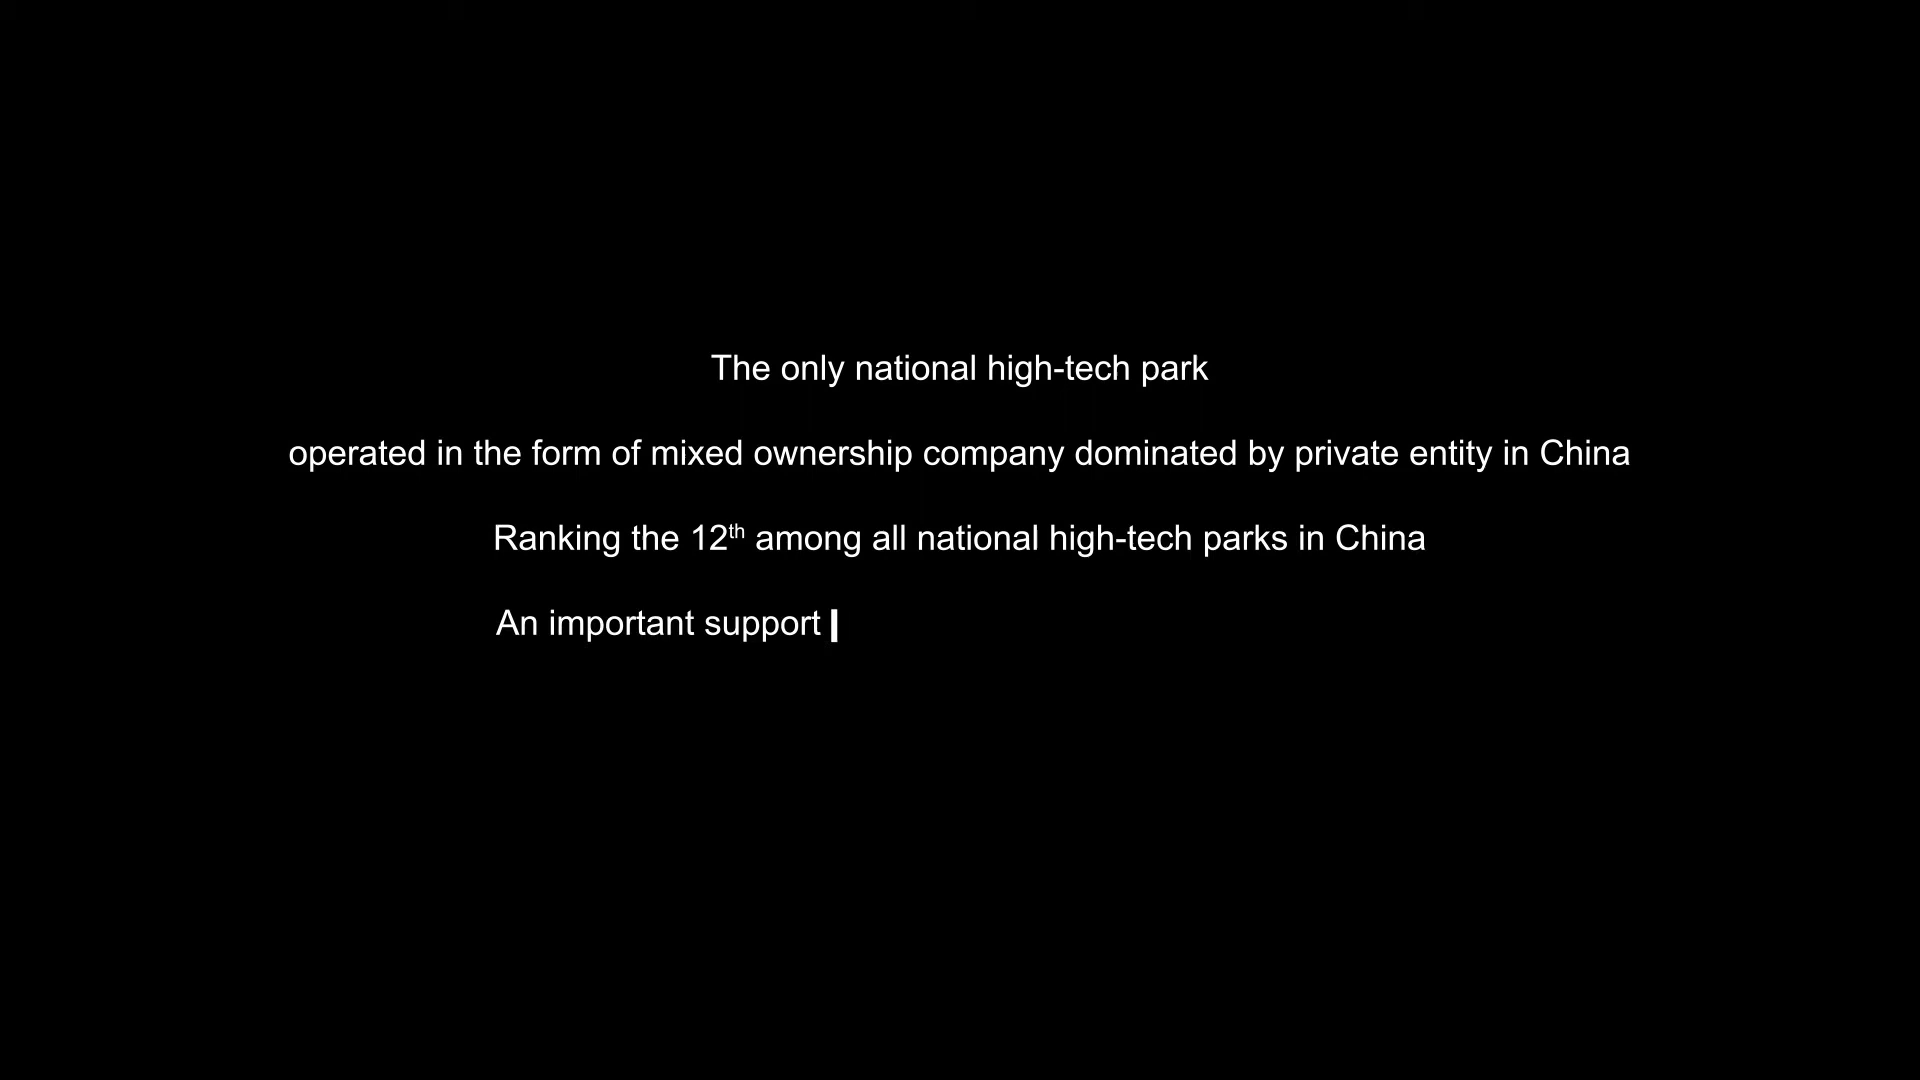 The only national high-tech park
operated in the form of mixed ownership company dominated by private entity in China
Ranking the 12th among all national high-tech parks in China
An important support